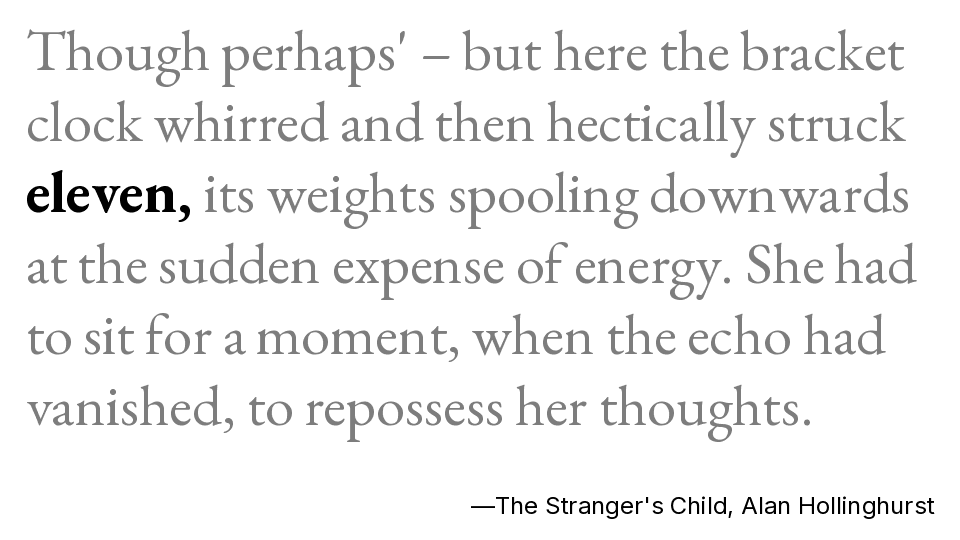 Though perhaps' – but here the bracket
clock whirred and then hectically struck
eleven, its weights spooling downwards
at the sudden expense of energy. She had
to sit for a moment, when the echo had
vanished, to repossess her thoughts.
—The Stranger's Child, Alan Hollinghurst